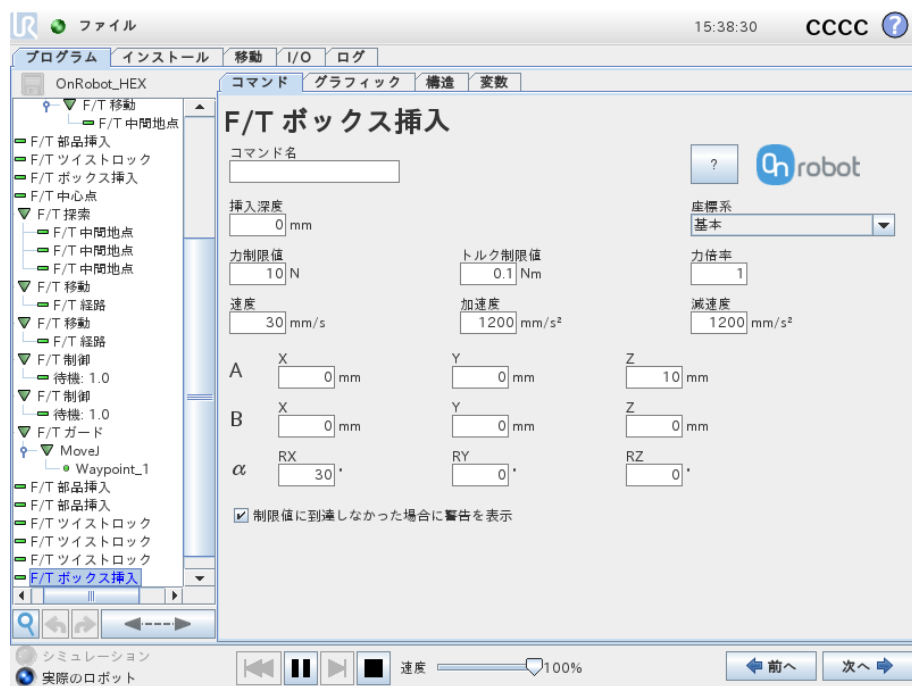 ファイル 15:38:30 CCCC ?
プログラム インストール 移動 I/O ログ
OnRobot_HEX
コマンド グラフィック 構造 変数
F/T 移動
F/T 中間地点
F/T 部品挿入
F/T ツイストロック
F/T ボックス挿入
F/T 中心点
F/T 探索
F/T 中間地点
F/T 中間地点
F/T 中間地点
F/T 移動
F/T 経路
F/T 移動
F/T 経路
F/T 制御
待機: 1.0
F/T 制御
待機: 1.0
F/T ガード
MoveJ
Waypoint_1
F/T 部品挿入
F/T 部品挿入
F/T ツイストロック
F/T ツイストロック
F/T ツイストロック
F/T ボックス挿入
F/T ボックス挿入
コマンド名
? On robot
挿入深度 座標系
0 mm 基本
力制限値 トルク制限値 力倍率
10 N 0.1 Nm 1
速度 加速度 減速度
30 mm/s 1200 mm/s² 1200 mm/s²
X Y Z
A 0 mm 0 mm 10 mm
X Y Z
B 0 mm 0 mm 0 mm
RX RY RZ
α 30 ° 0 ° 0 °
制限値に到達しなかった場合に警告を表示
シミュレーション
実際のロボット
速度 100% 前へ 次へ